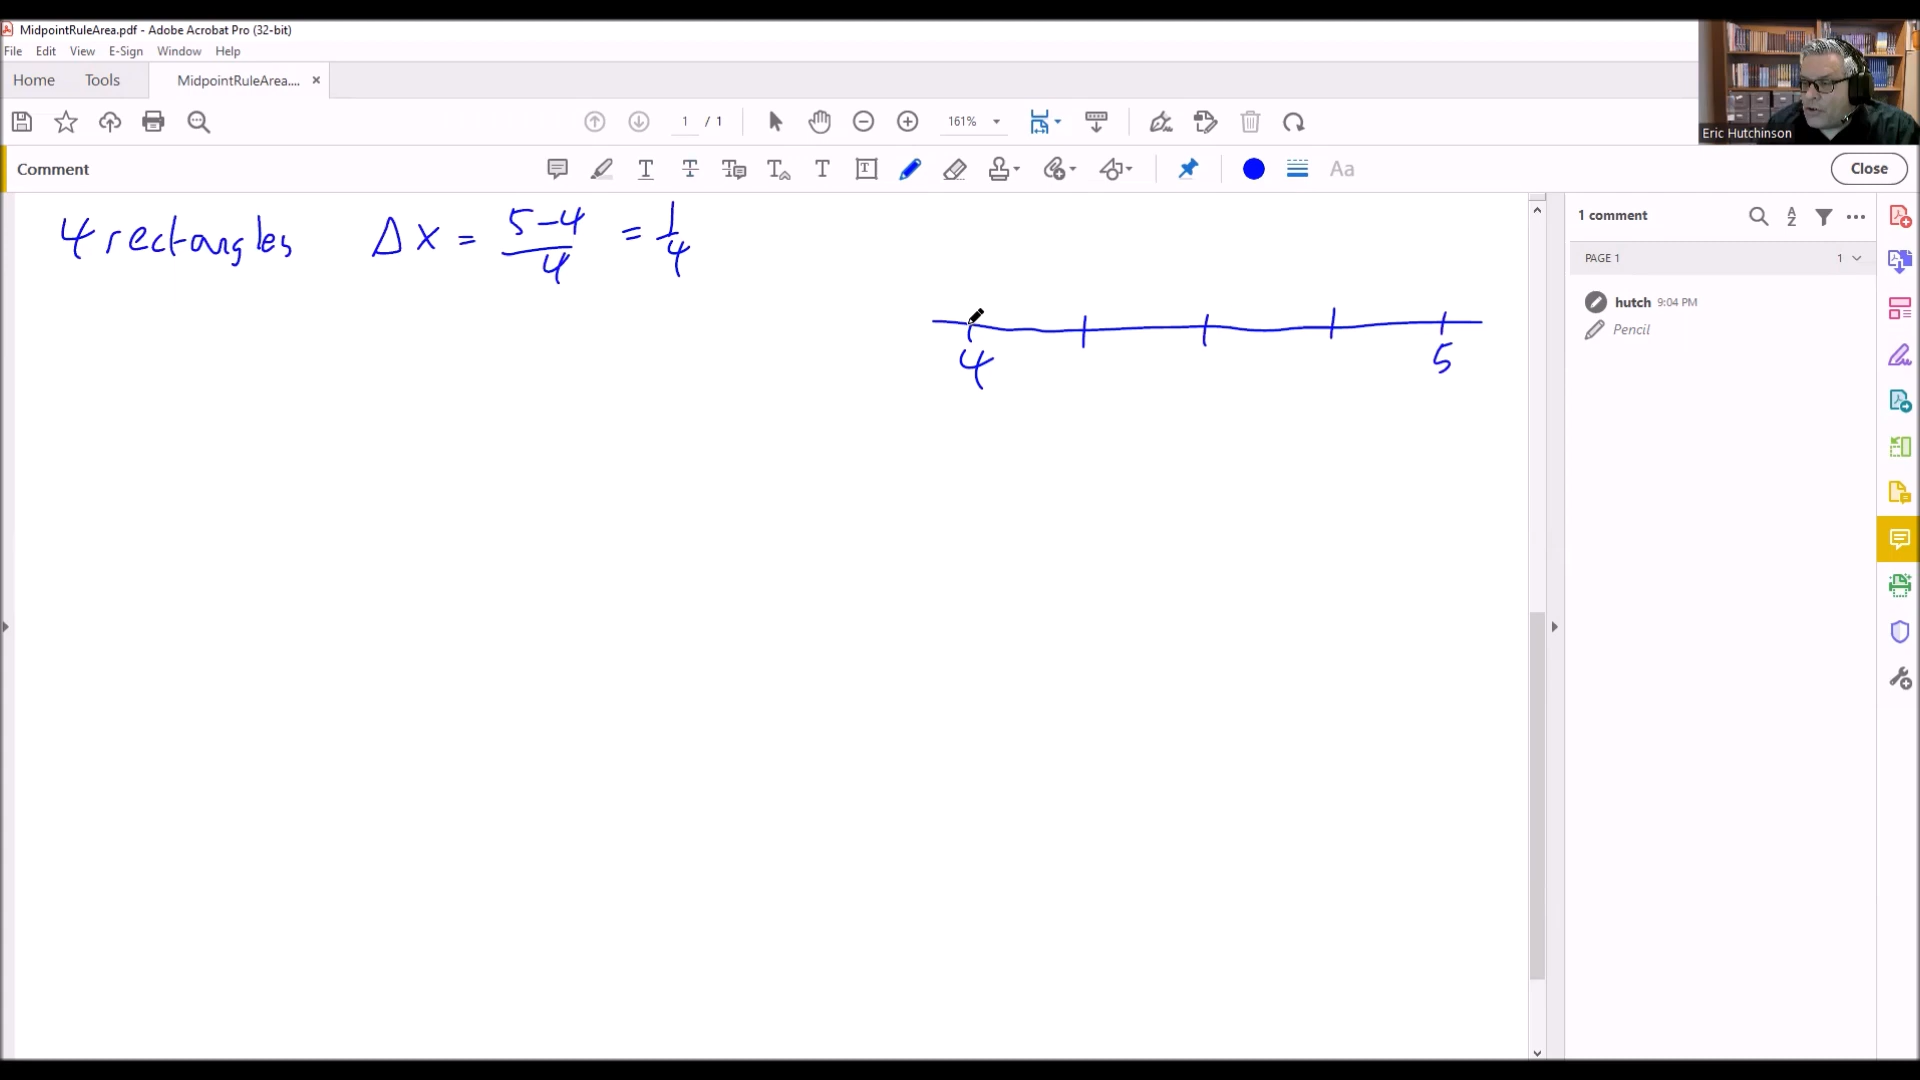 MidpointRuleArea.pdf - Adobe Acrobat Pro (32-bit)
File Edit View E-Sign Window Help
Home Tools MidpointRuleArea.... ×
1 / 1 161%
Eric Hutchinson
Comment T T T T T T Aa Close
4 rectangles Δx = 5-4/4 = 1/4
4 5
1 comment
PAGE 1 1
hutch 9:04 PM
Pencil